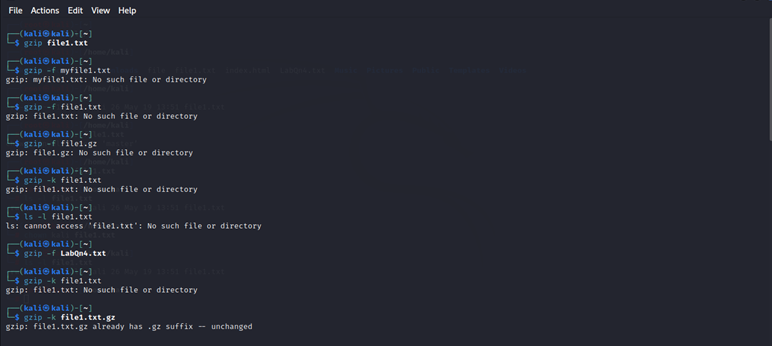 File Actions Edit View Help
┌──(kali㉿kali)-[~]
└─$ gzip file1.txt
┌──(kali㉿kali)-[~]
└─$ gzip -f myfile1.txt
gzip: myfile1.txt: No such file or directory
┌──(kali㉿kali)-[~]
└─$ gzip -f file1.txt
gzip: file1.txt: No such file or directory
┌──(kali㉿kali)-[~]
└─$ gzip -f file1.gz
gzip: file1.gz: No such file or directory
┌──(kali㉿kali)-[~]
└─$ gzip -k file1.txt
gzip: file1.txt: No such file or directory
┌──(kali㉿kali)-[~]
└─$ ls -l file1.txt
ls: cannot access 'file1.txt': No such file or directory
┌──(kali㉿kali)-[~]
└─$ gzip -f LabQn4.txt
┌──(kali㉿kali)-[~]
└─$ gzip -k file1.txt
gzip: file1.txt: No such file or directory
┌──(kali㉿kali)-[~]
└─$ gzip -k file1.txt.gz
gzip: file1.txt.gz already has .gz suffix -- unchanged